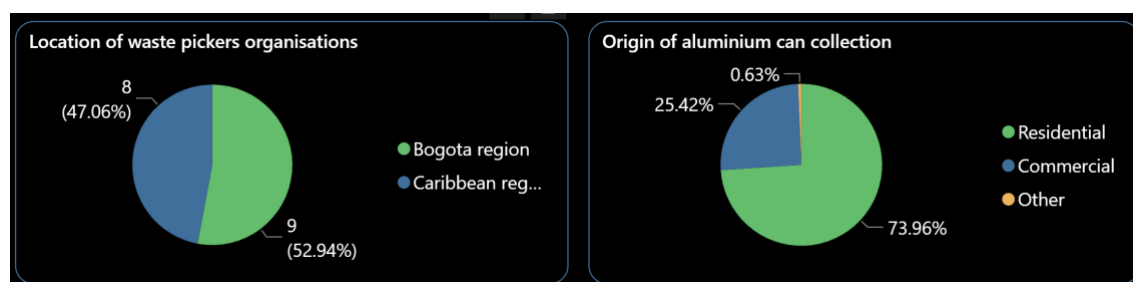 Location of waste pickers organisations
8
(47.06%)
9
(52.94%)
Bogota region
Caribbean reg...
Origin of aluminium can collection
0.63%
25.42%
73.96%
Residential
Commercial
Other